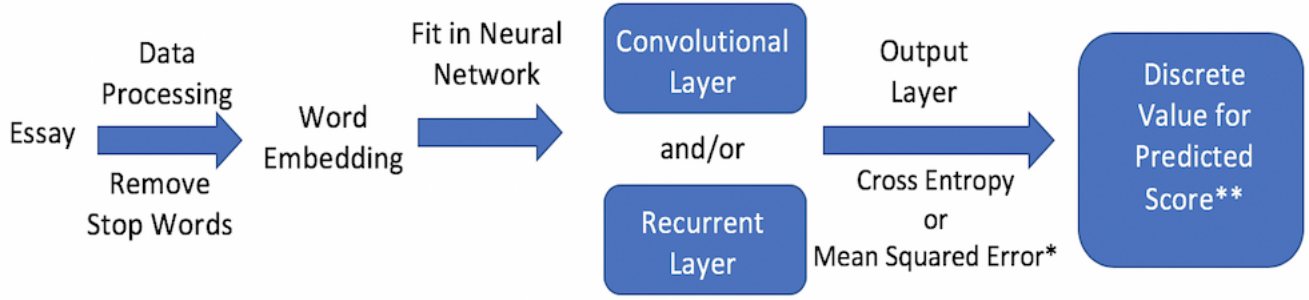 Essay
Data
Processing
Remove
Stop Words
Word
Embedding
Fit in Neural
Network
Convolutional
Layer
and/or
Recurrent
Layer
Output
Layer
Cross Entropy
or
Mean Squared Error*
Discrete
Value for
Predicted
Score**